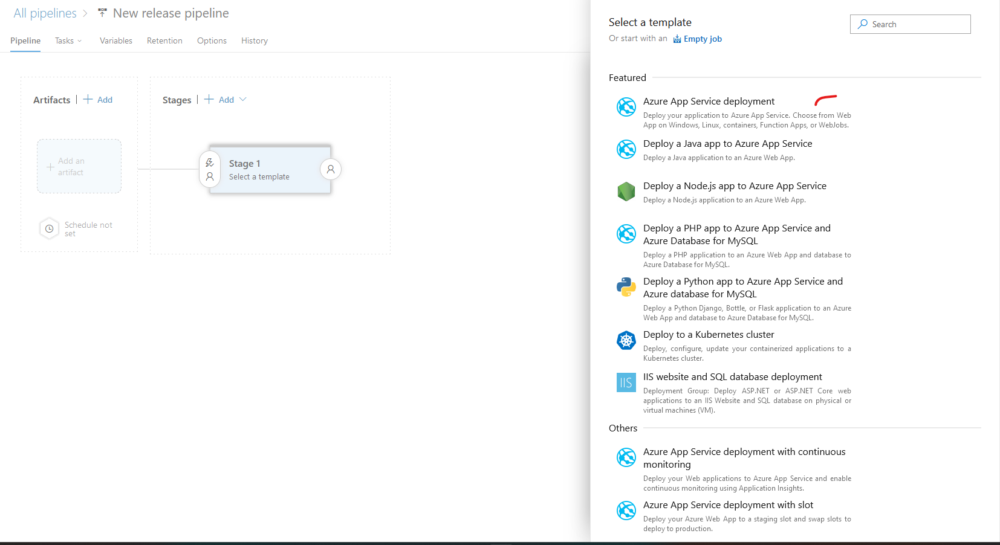 All pipelines > New release pipeline
Pipeline Tasks Variables Retention Options History
Artifacts | + Add
Stages | + Add
+ Add an
artifact
Schedule not
set
Stage 1
Select a template
Select a template
Search
Or start with an Empty job
Featured
Azure App Service deployment
Deploy your application to Azure App Service. Choose from Web
App on Windows, Linux, containers, Function Apps, or WebJobs.
Deploy a Java app to Azure App Service
Deploy a Java application to an Azure Web App.
Deploy a Node.js app to Azure App Service
Deploy a Node.js application to an Azure Web App.
Deploy a PHP app to Azure App Service and
Azure Database for MySQL
Deploy a PHP application to an Azure Web App and database to
Azure Database for MySQL.
Deploy a Python app to Azure App Service and
Azure database for MySQL
Deploy a Python Django, Bottle, or Flask application to an Azure
Web App and database to Azure Database for MySQL.
Deploy to a Kubernetes cluster
Deploy, configure, update your containerized applications to a
Kubernetes cluster.
IIS
IIS website and SQL database deployment
Deployment Group: Deploy ASP.NET or ASP.NET Core web
applications to an IIS Website and SQL database on physical or
virtual machines (VM).
Others
Azure App Service deployment with continuous
monitoring
Deploy your Web applications to Azure App Service and enable
continuous monitoring using Application Insights.
Azure App Service deployment with slot
Deploy your Azure Web App to a staging slot and swap slots to
deploy to production.